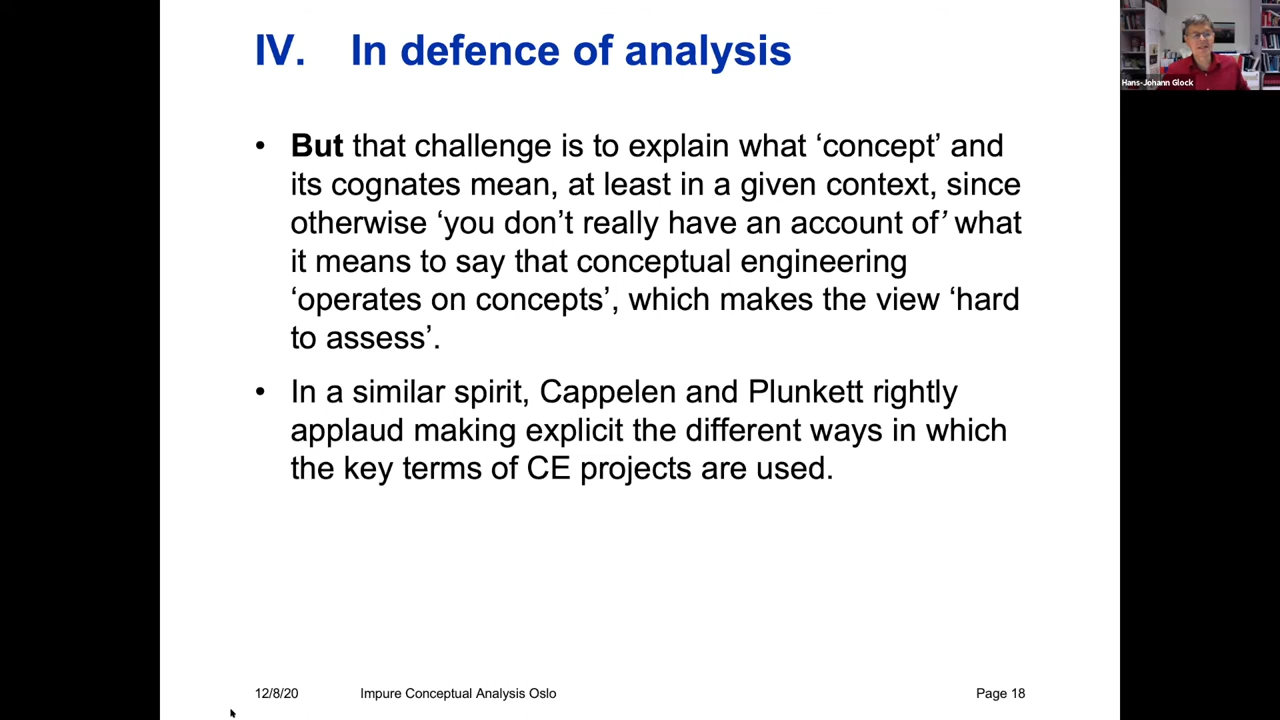 IV. In defence of analysis
Hans-Johann Glock
• But that challenge is to explain what ‘concept’ and
its cognates mean, at least in a given context, since
otherwise ‘you don’t really have an account of’ what
it means to say that conceptual engineering
‘operates on concepts’, which makes the view ‘hard
to assess’.
• In a similar spirit, Cappelen and Plunkett rightly
applaud making explicit the different ways in which
the key terms of CE projects are used.
12/8/20 Impure Conceptual Analysis Oslo Page 18